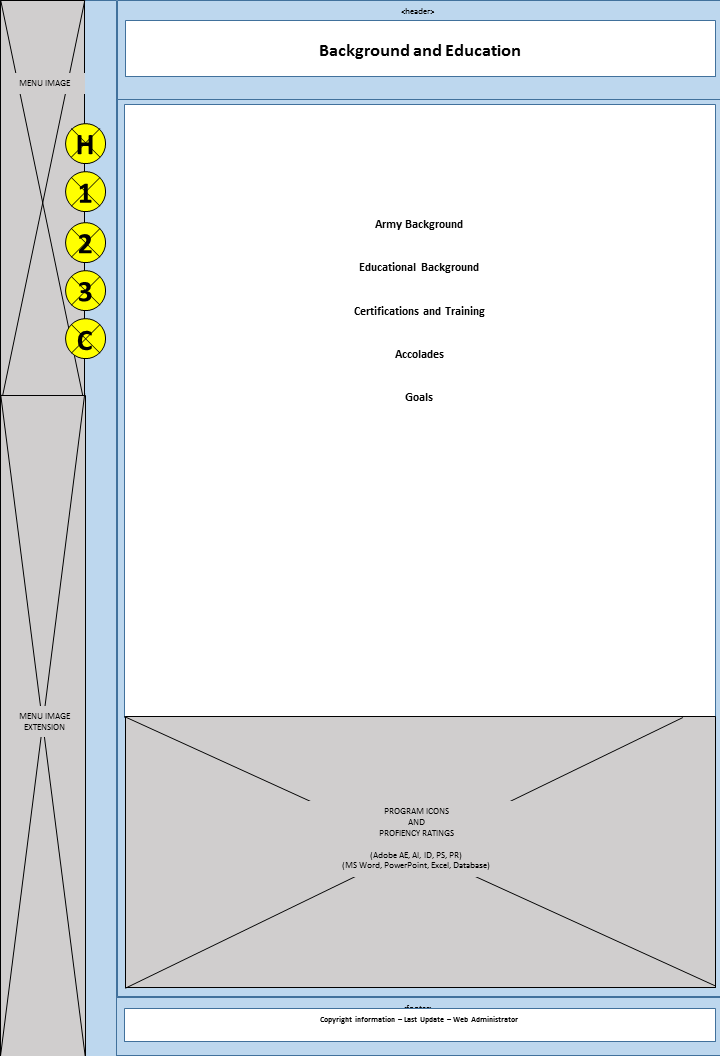 <header>
Background and Education
MENU IMAGE
H
1
2
3
C
Army Background
Educational Background
Certifications and Training
Accolades
Goals
MENU IMAGE
EXTENSION
PROGRAM ICONS
AND
PROFIENCY RATINGS
(Adobe AE, AI, ID, PS, PR)
(MS Word, PowerPoint, Excel, Database)
<footer>
Copyright information – Last Update – Web Administrator